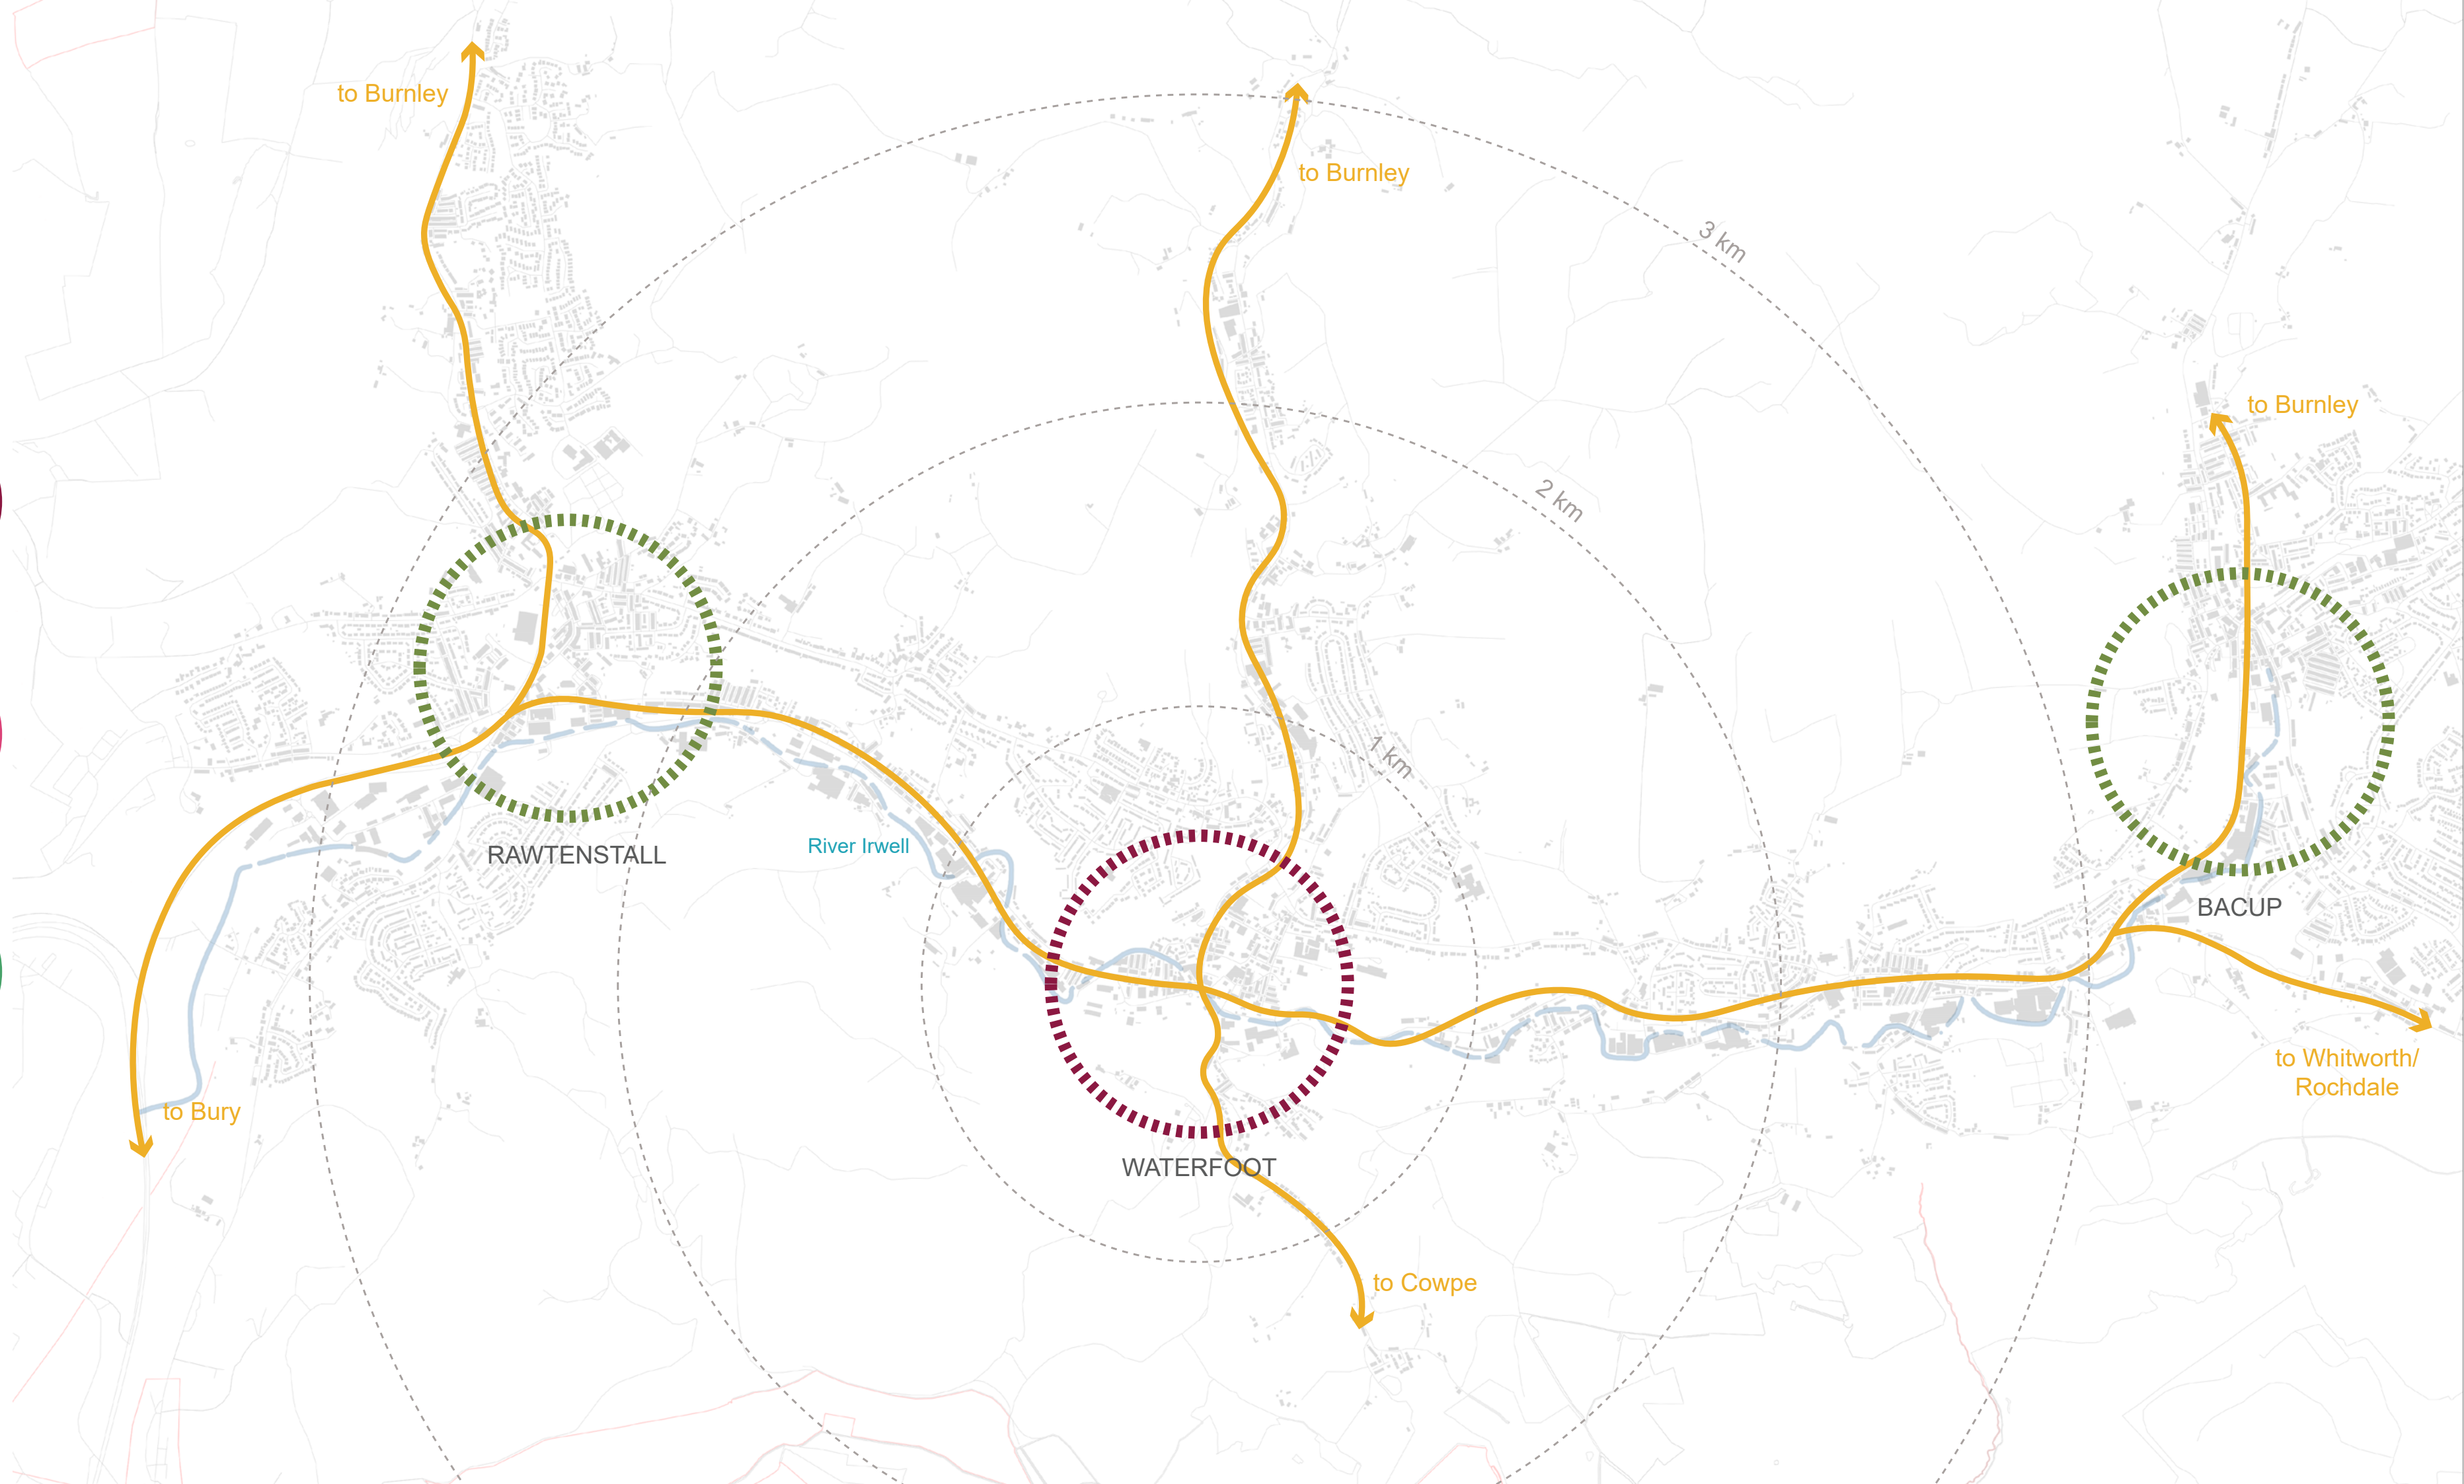 to Burnley
to Burnley
3 km
to Burnley
2 km
1 km
River Irwell
RAWTENSTALL
BACUP
to Whitworth/
Rochdale
to Bury
WATERFOOT
to Cowpe